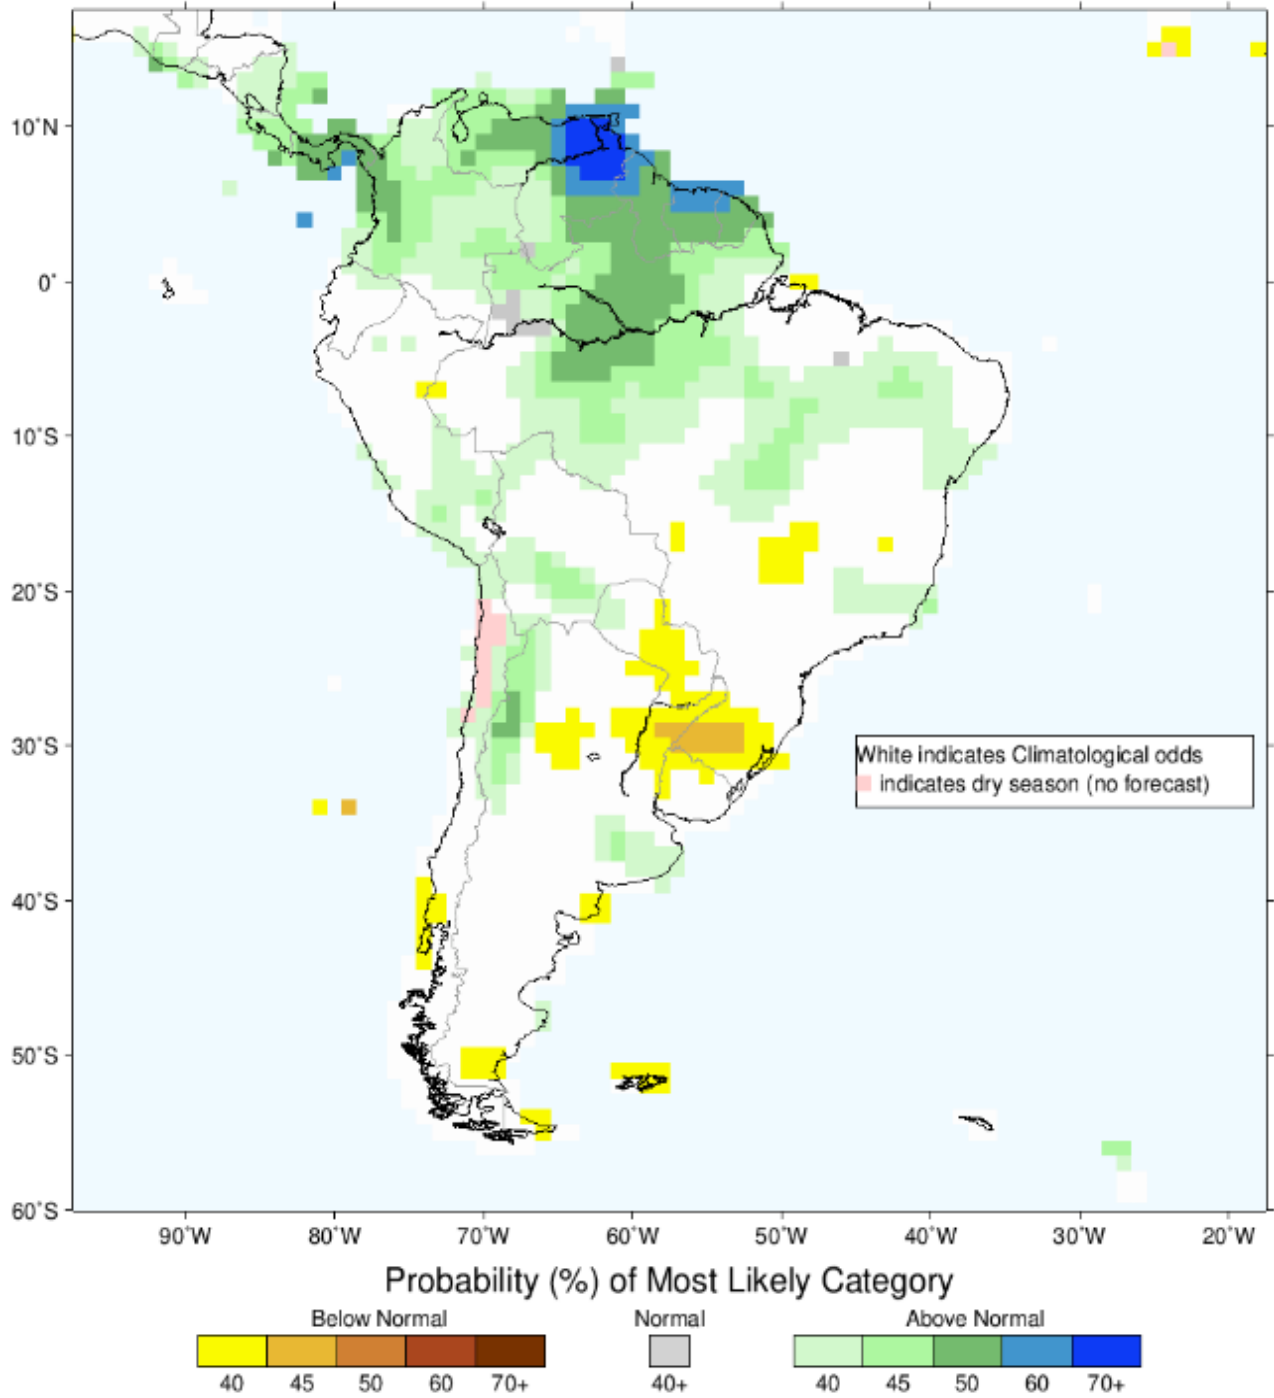 10°N
0°
10°S
20°S
30°S
40°S
50°S
60°S
White indicates Climatological odds
indicates dry season (no forecast)
90°W 80°W 70°W 60°W 50°W 40°W 30°W 20°W
Probability (%) of Most Likely Category
Below Normal Normal Above Normal
40 45 50 60 70+ 40+ 40 45 50 60 70+